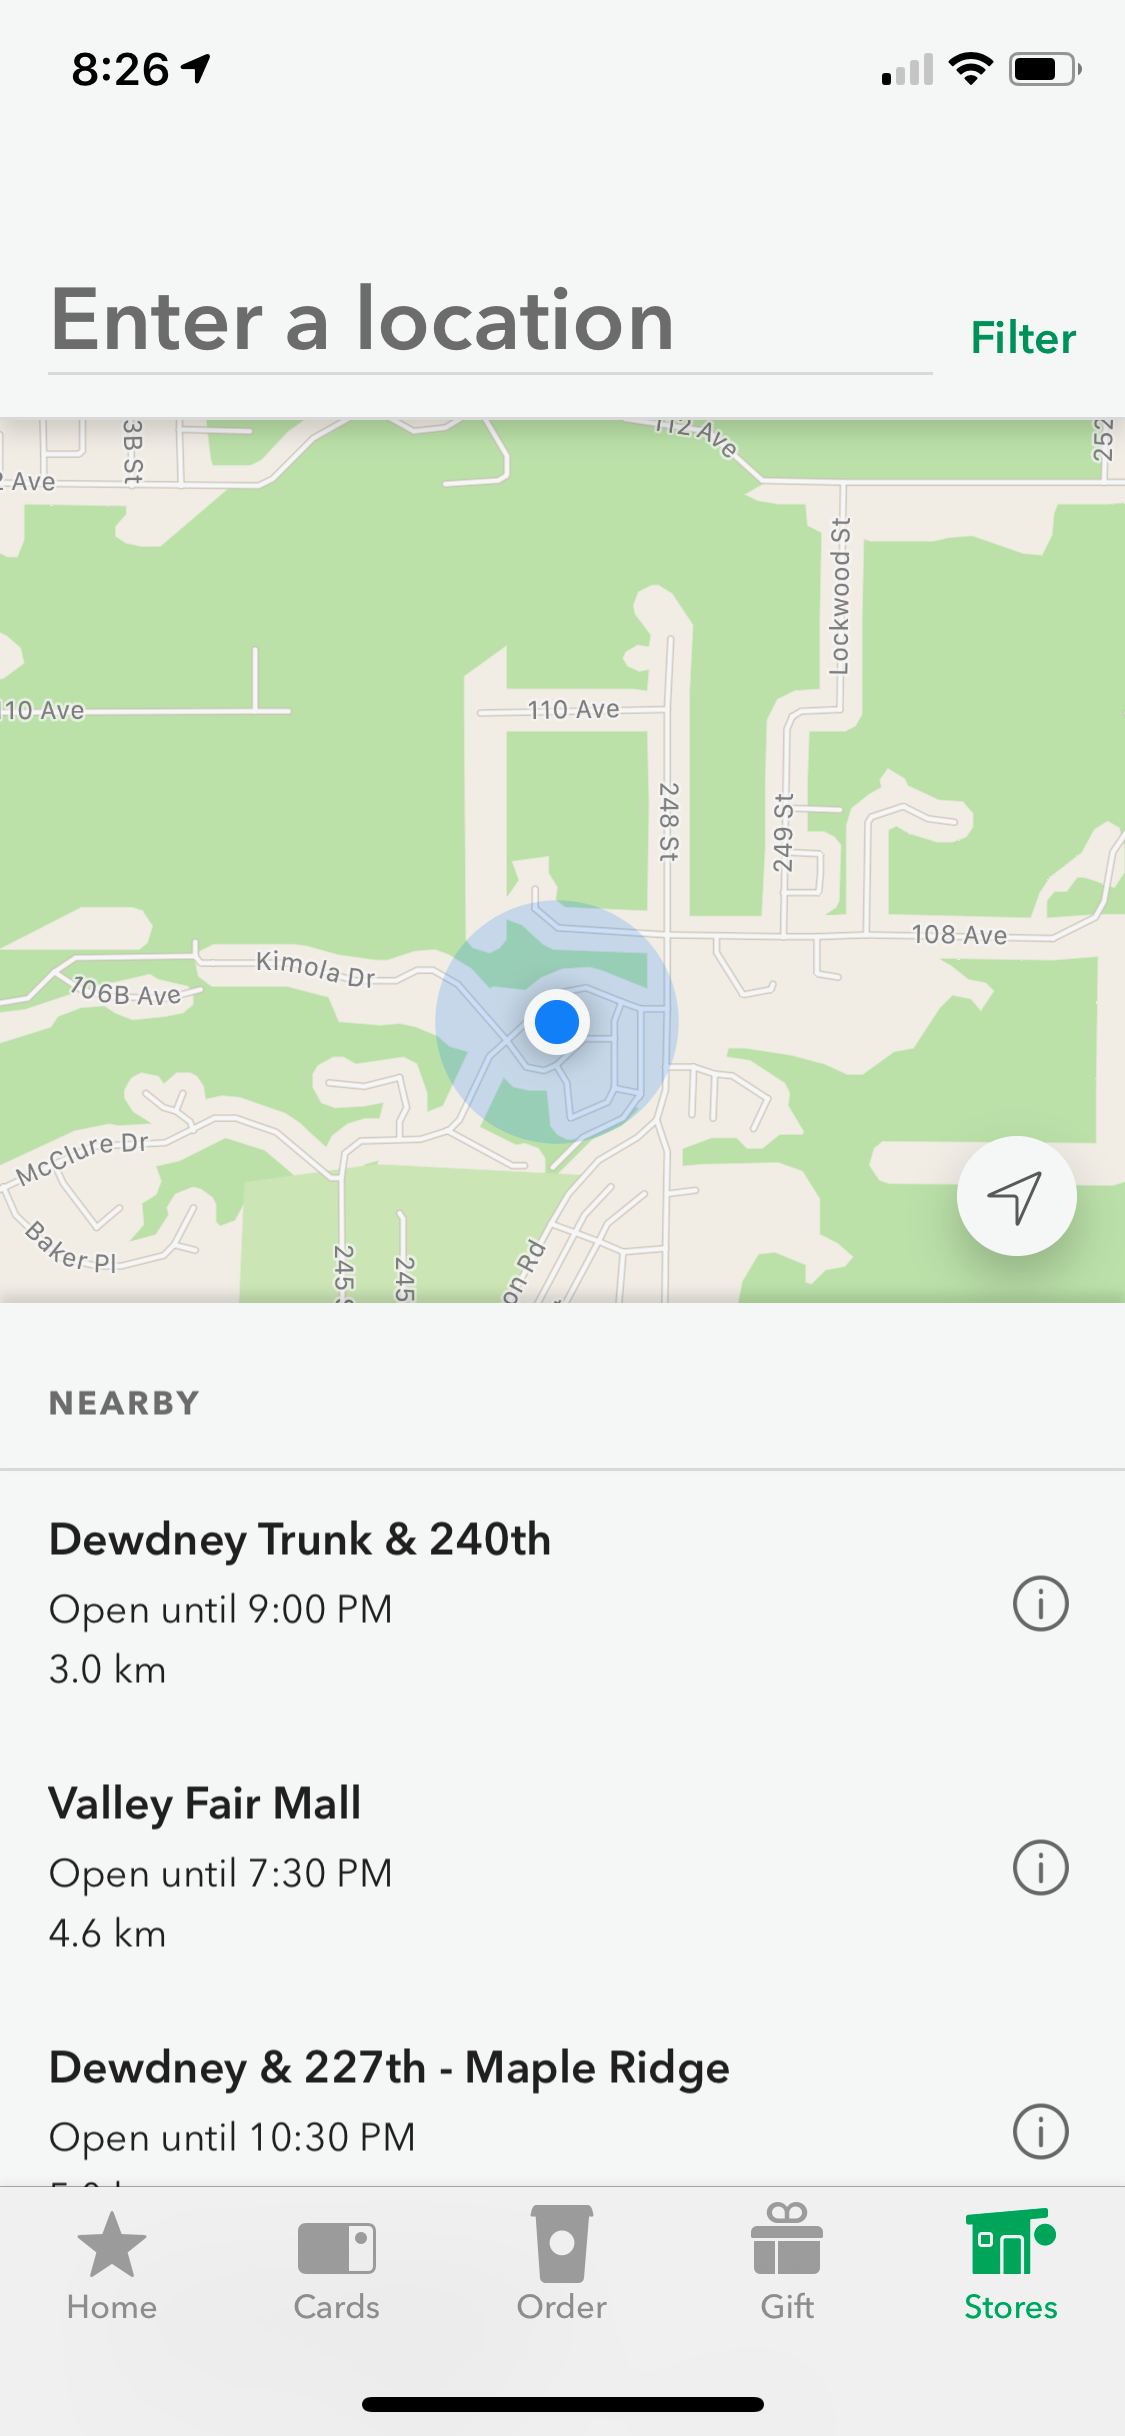 8:26
Enter a location
Filter
3B St
112 Ave
252
2 Ave
Lockwood St
110 Ave
110 Ave
248 St
249 St
108 Ave
Kimola Dr
106B Ave
McClure Dr
Baker Pl
245 S
245
on Rd
NEARBY
Dewdney Trunk & 240th
Open until 9:00 PM
3.0 km
Valley Fair Mall
Open until 7:30 PM
4.6 km
Dewdney & 227th - Maple Ridge
Open until 10:30 PM
Home
Cards
Order
Gift
Stores